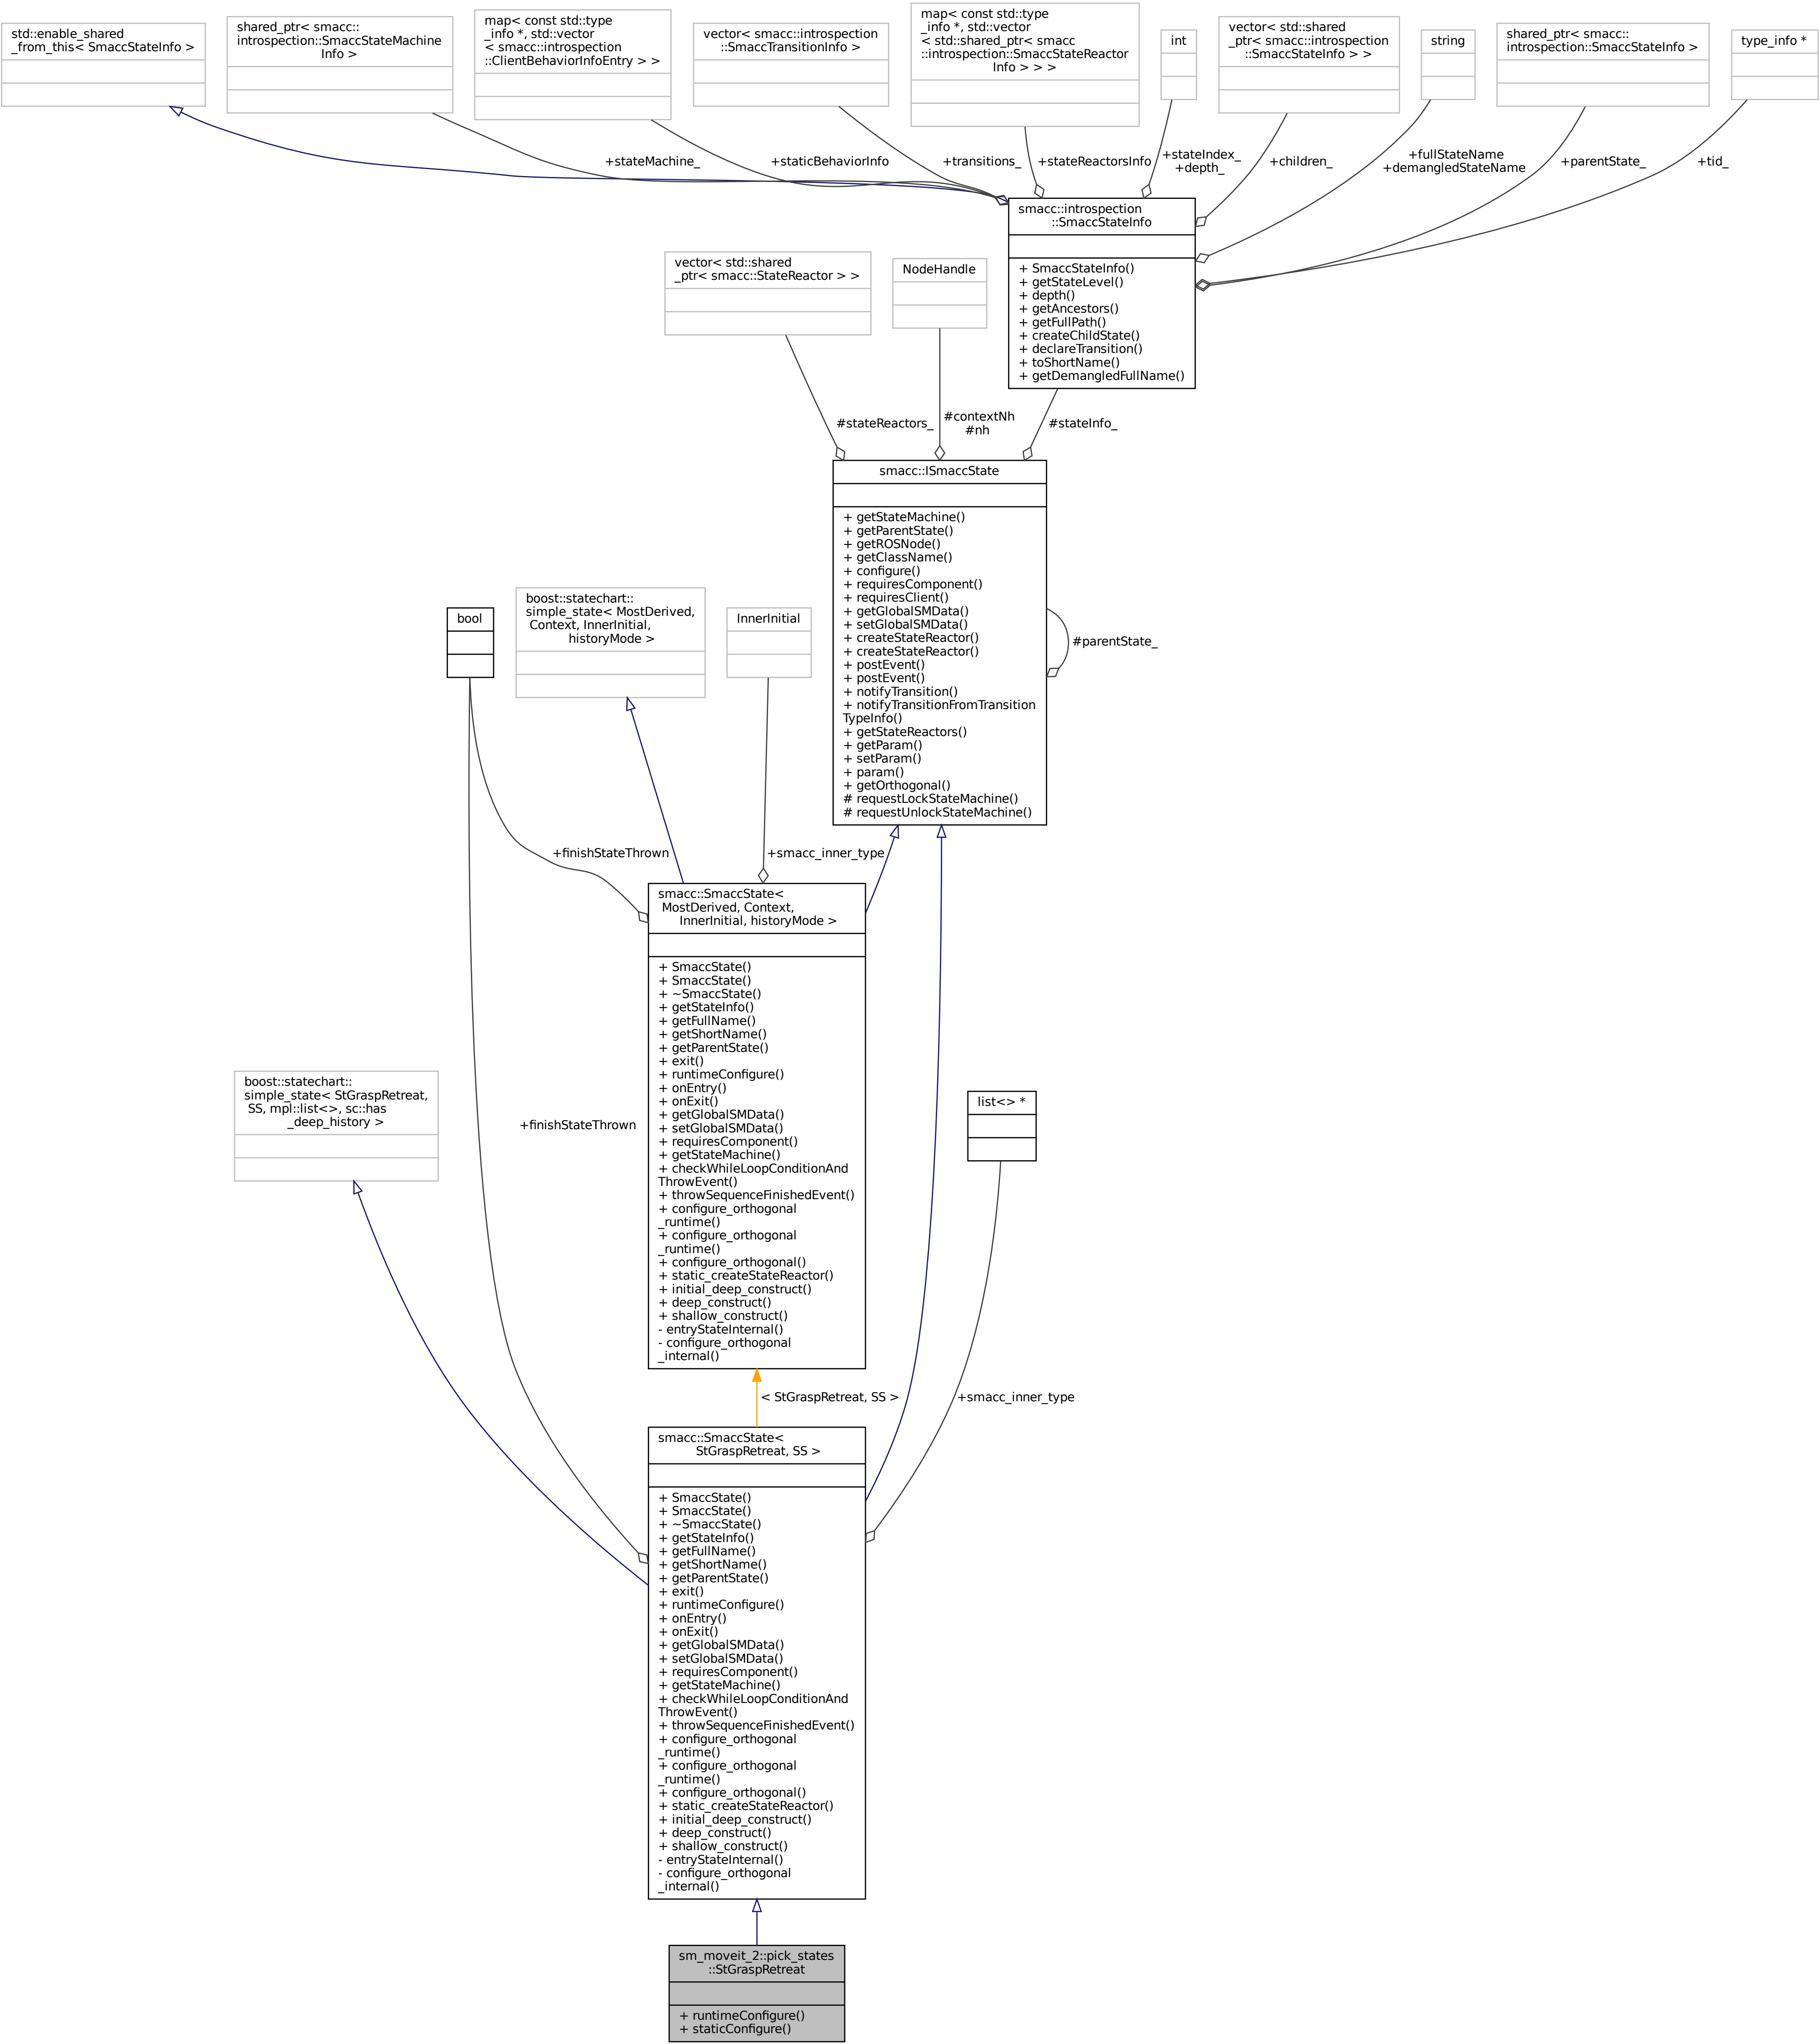 std::enable_shared
_from_this< SmaccStateInfo >
shared_ptr< smacc::
introspection::SmaccStateMachine
Info >
map< const std::type
_info *, std::vector
< smacc::introspection
::ClientBehaviorInfoEntry > >
vector< smacc::introspection
::SmaccTransitionInfo >
map< const std::type
_info *, std::vector
< std::shared_ptr< smacc
::introspection::SmaccStateReactor
Info > > >
int
vector< std::shared
_ptr< smacc::introspection
::SmaccStateInfo > >
string
shared_ptr< smacc::
introspection::SmaccStateInfo >
type_info *
+stateMachine_
+staticBehaviorInfo
+transitions_
+stateReactorsInfo
+stateIndex_
+depth_
+children_
+fullStateName
+demangledStateName
+parentState_
+tid_
smacc::introspection
::SmaccStateInfo
+ SmaccStateInfo()
+ getStateLevel()
+ depth()
+ getAncestors()
+ getFullPath()
+ createChildState()
+ declareTransition()
+ toShortName()
+ getDemangledFullName()
vector< std::shared
_ptr< smacc::StateReactor > >
NodeHandle
#stateReactors_
#contextNh
#nh
#stateInfo_
smacc::ISmaccState
+ getStateMachine()
+ getParentState()
+ getROSNode()
+ getClassName()
+ configure()
+ requiresComponent()
+ requiresClient()
+ getGlobalSMData()
+ setGlobalSMData()
+ createStateReactor()
+ createStateReactor()
+ postEvent()
+ postEvent()
+ notifyTransition()
+ notifyTransitionFromTransition
TypeInfo()
+ getStateReactors()
+ getParam()
+ setParam()
+ param()
+ getOrthogonal()
# requestLockStateMachine()
# requestUnlockStateMachine()
#parentState_
bool
boost::statechart::
simple_state< MostDerived,
Context, InnerInitial,
historyMode >
InnerInitial
+finishStateThrown
+smacc_inner_type
smacc::SmaccState<
MostDerived, Context,
InnerInitial, historyMode >
+ SmaccState()
+ SmaccState()
+ ~SmaccState()
+ getStateInfo()
+ getFullName()
+ getShortName()
+ getParentState()
+ exit()
+ runtimeConfigure()
+ onEntry()
+ onExit()
+ getGlobalSMData()
+ setGlobalSMData()
+ requiresComponent()
+ getStateMachine()
+ checkWhileLoopConditionAnd
ThrowEvent()
+ throwSequenceFinishedEvent()
+ configure_orthogonal
_runtime()
+ configure_orthogonal
_runtime()
+ configure_orthogonal()
+ static_createStateReactor()
+ initial_deep_construct()
+ deep_construct()
+ shallow_construct()
- entryStateInternal()
- configure_orthogonal
_internal()
boost::statechart::
simple_state< StGraspRetreat,
SS, mpl::list<>, sc::has
_deep_history >
+finishStateThrown
list<> *
< StGraspRetreat, SS >
+smacc_inner_type
smacc::SmaccState<
StGraspRetreat, SS >
+ SmaccState()
+ SmaccState()
+ ~SmaccState()
+ getStateInfo()
+ getFullName()
+ getShortName()
+ getParentState()
+ exit()
+ runtimeConfigure()
+ onEntry()
+ onExit()
+ getGlobalSMData()
+ setGlobalSMData()
+ requiresComponent()
+ getStateMachine()
+ checkWhileLoopConditionAnd
ThrowEvent()
+ throwSequenceFinishedEvent()
+ configure_orthogonal
_runtime()
+ configure_orthogonal
_runtime()
+ configure_orthogonal()
+ static_createStateReactor()
+ initial_deep_construct()
+ deep_construct()
+ shallow_construct()
- entryStateInternal()
- configure_orthogonal
_internal()
sm_moveit_2::pick_states
::StGraspRetreat
+ runtimeConfigure()
+ staticConfigure()